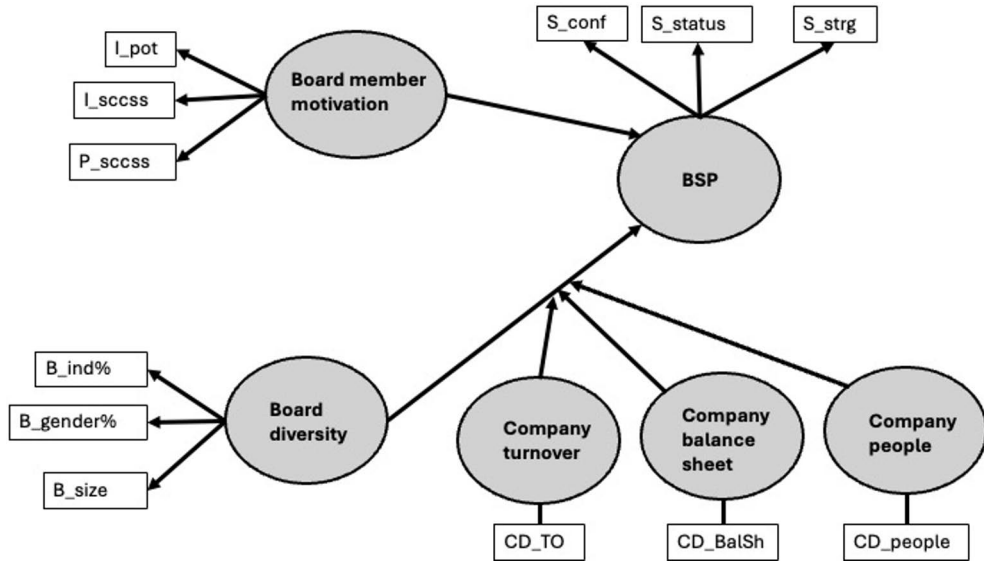 S_conf
S_status
S_strg
I_pot
I_sccss
P_sccss
Board member
motivation
BSP
B_ind%
B_gender%
B_size
Board
diversity
Company
turnover
Company
balance
sheet
Company
people
CD_TO
CD_BalSh
CD_people